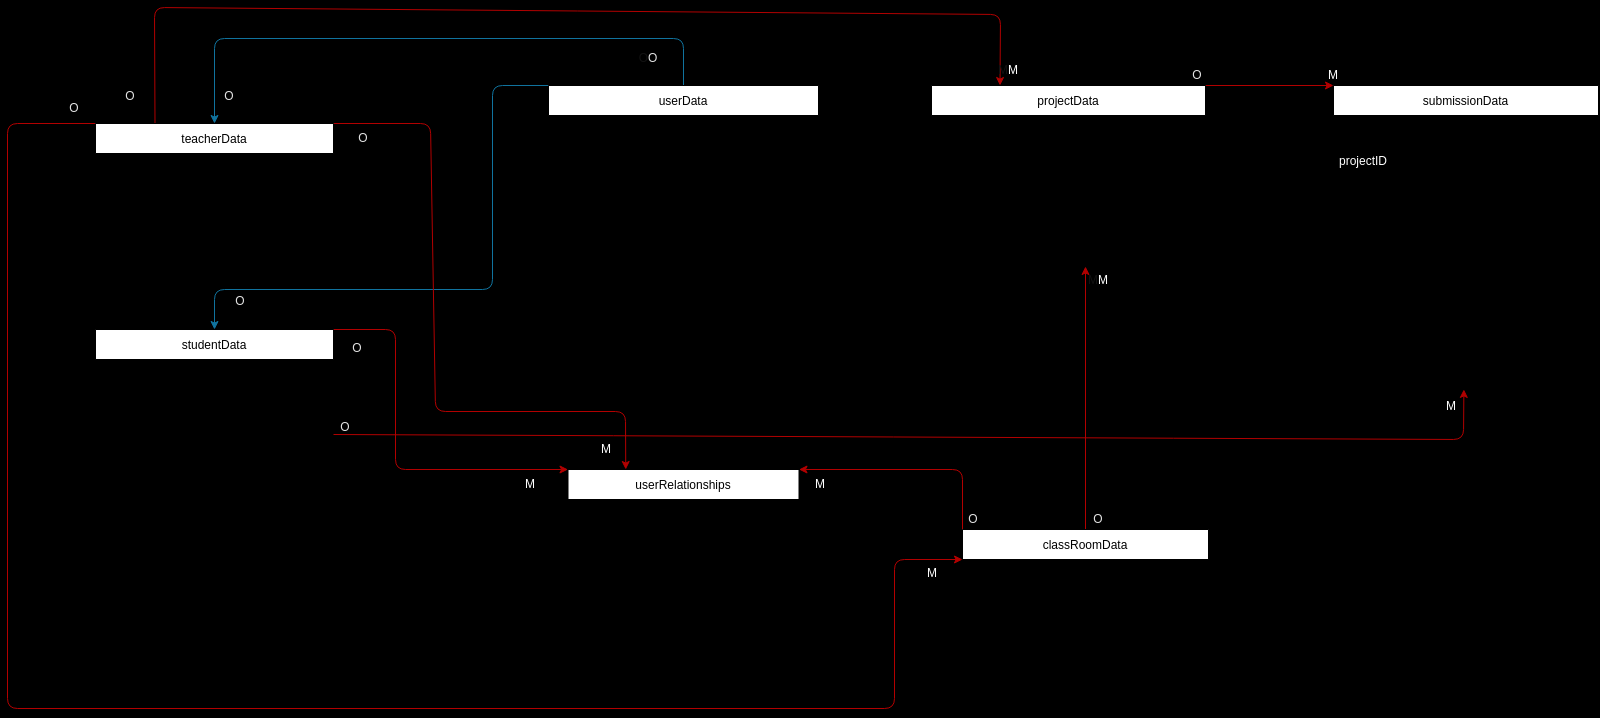 O
M
O
M
O
O
O
userData
projectData
submissionData
O
teacherData
O
projectID
M
O
studentData
O
M
O
M
M
userRelationships
M
O
O
classRoomData
M